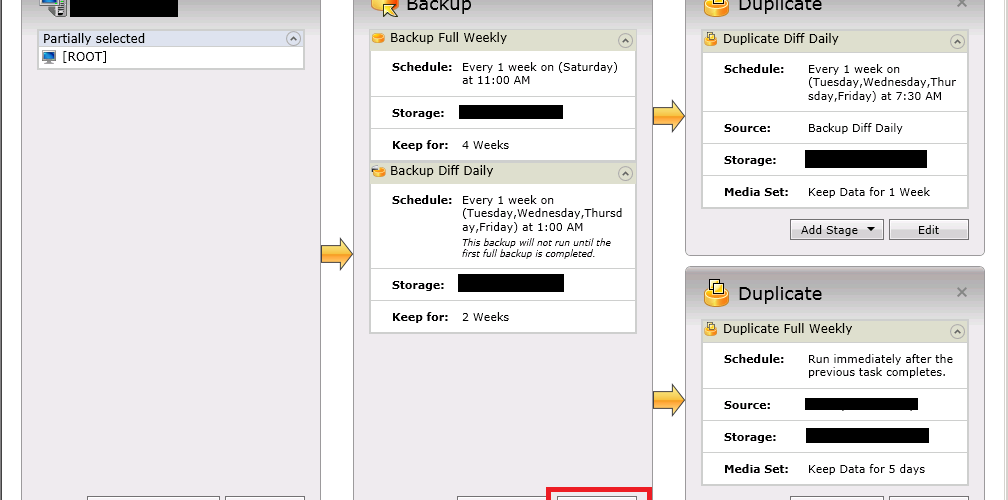 Partially selected
[ROOT]
Backup
Backup Full Weekly
Schedule: Every 1 week on (Saturday)
at 11:00 AM
Storage:
Keep for: 4 Weeks
Backup Diff Daily
Schedule: Every 1 week on
(Tuesday,Wednesday,Thursd
ay,Friday) at 1:00 AM
This backup will not run until the
first full backup is completed.
Storage:
Keep for: 2 Weeks
Duplicate
Duplicate Diff Daily
Schedule: Every 1 week on
(Tuesday,Wednesday,Thur
sday,Friday) at 7:30 AM
Source: Backup Diff Daily
Storage:
Media Set: Keep Data for 1 Week
Add Stage Edit
Duplicate
Duplicate Full Weekly
Schedule: Run immediately after the
previous task completes.
Source:
Storage:
Media Set: Keep Data for 5 days